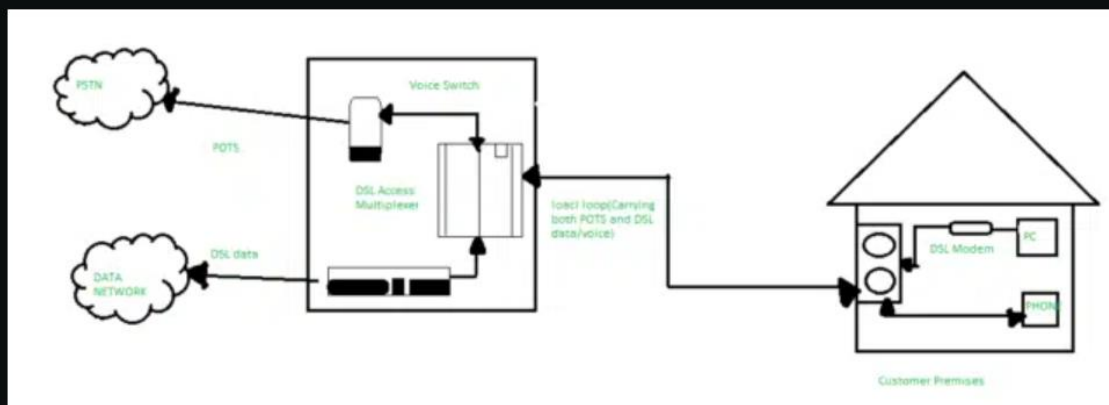 PSTN
Voice Switch
POTS
DSL Access
Multiplexer
loacl loop(Carrying
both POTS and DSL
data/voice)
DSL data
DATA
NETWORK
DSL Modem
PC
PHONE
Customer Premises